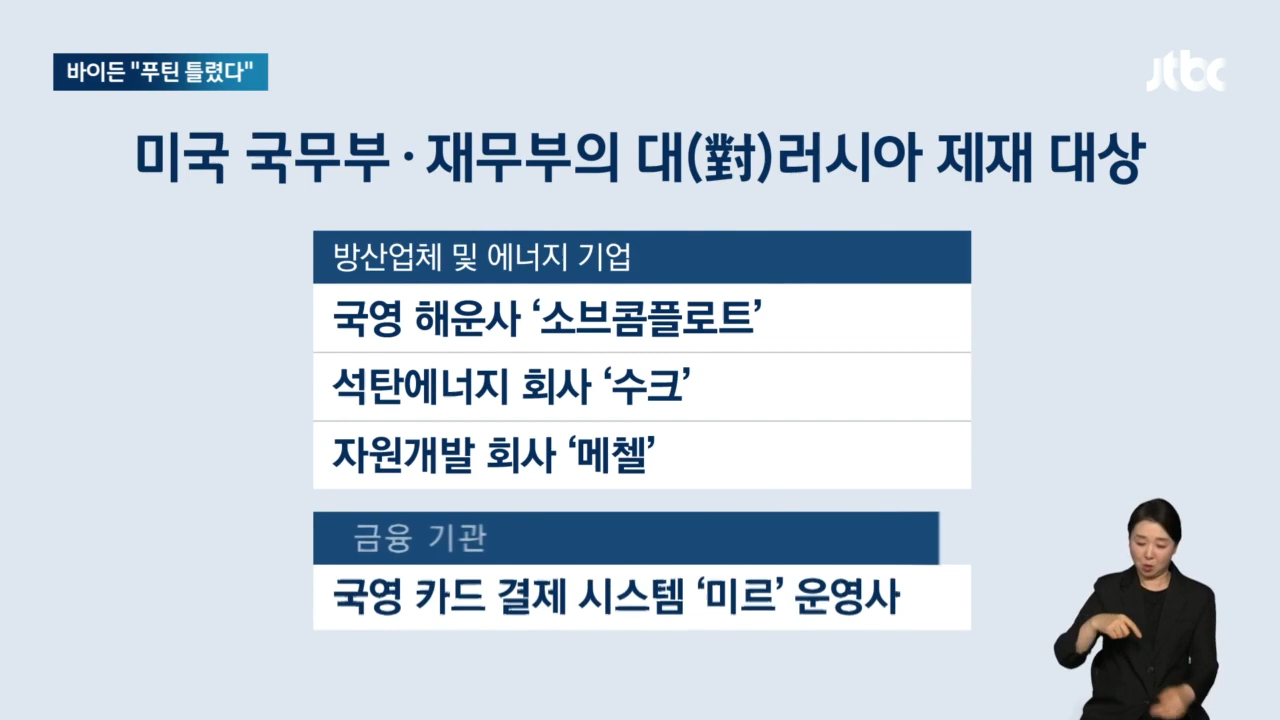 바이든 "푸틴 틀렸다"
jtbc
미국 국무부·재무부의 대(對)러시아 제재 대상
방산업체 및 에너지 기업
국영 해운사 ‘소브콤플로트’
석탄에너지 회사 ‘수크’
자원개발 회사 ‘메첼’
금융 기관
국영 카드 결제 시스템 ‘미르’ 운영사